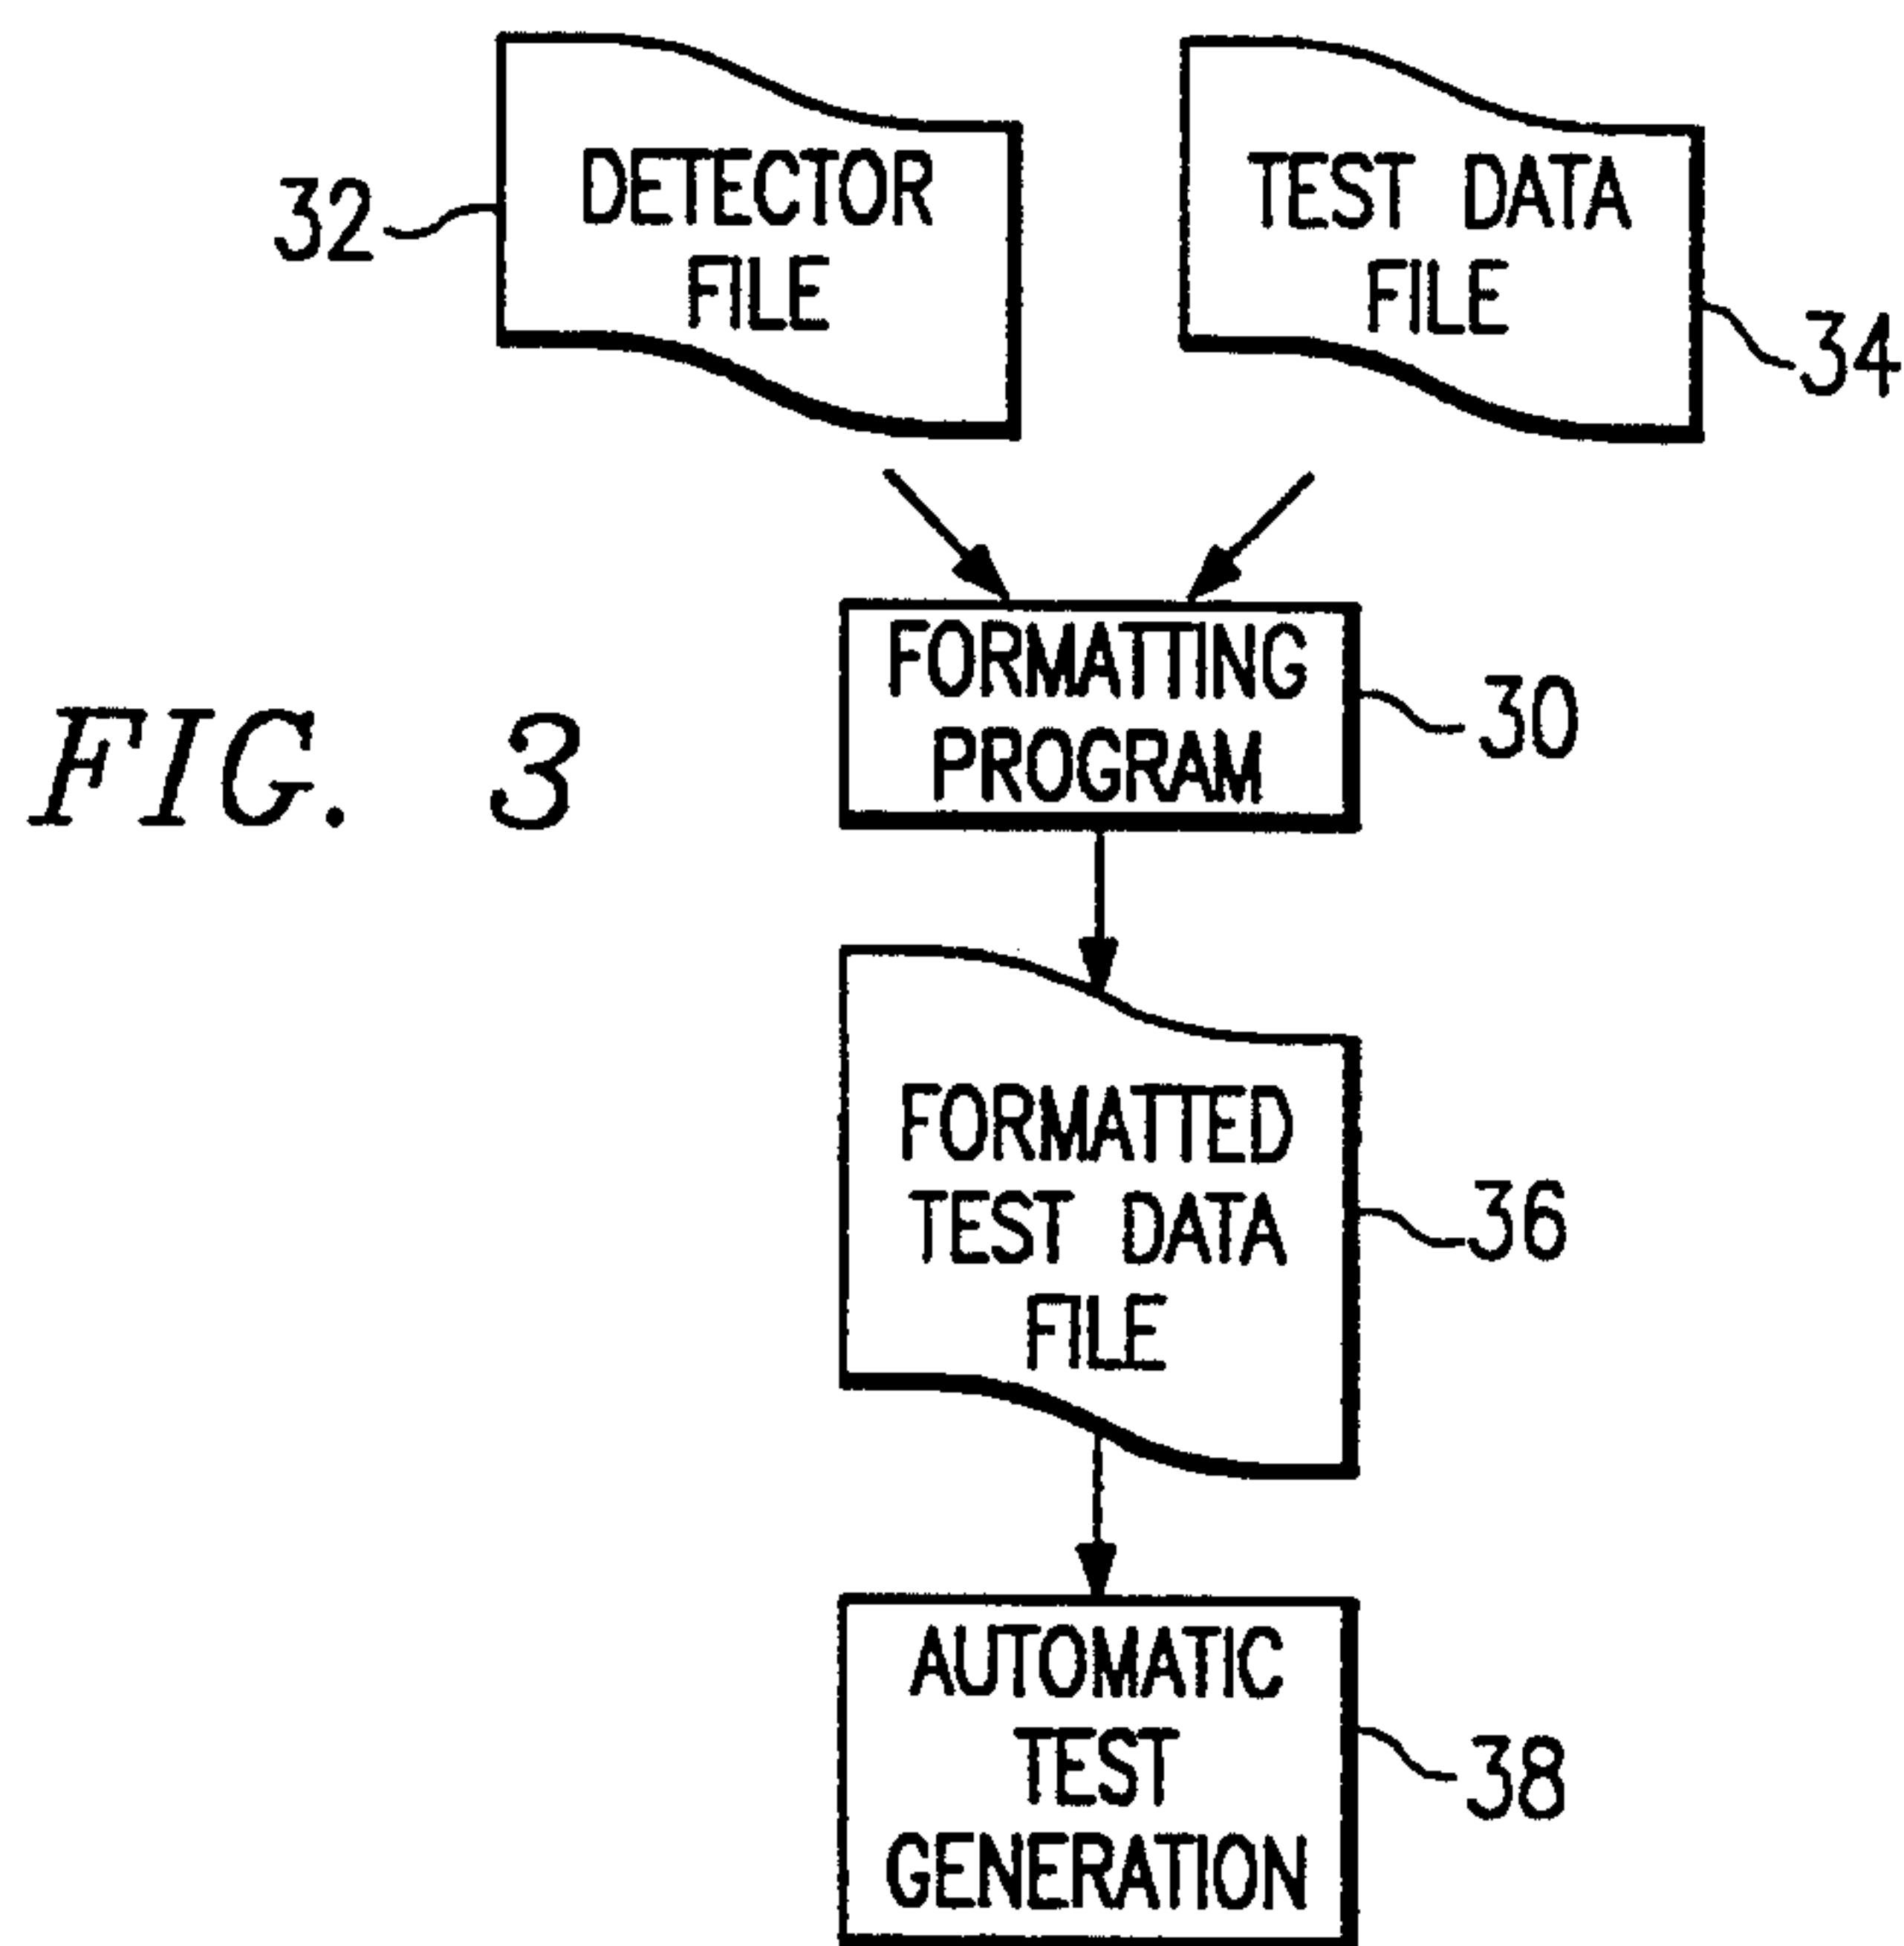 32
DETECTOR
FILE
TEST DATA
FILE
34
FORMATTING
PROGRAM
30
FIG. 3
FORMATTED
TEST DATA
FILE
36
AUTOMATIC
TEST
GENERATION
38